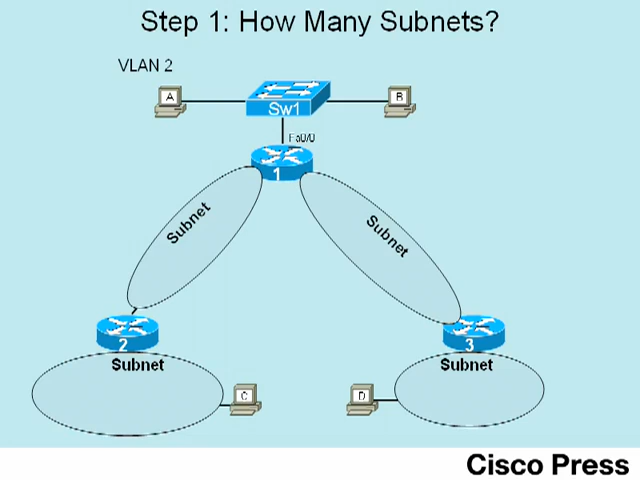 Step 1: How Many Subnets?
VLAN 2
A
Sw1
B
Fa0/0
1
Subnet
Subnet
2
3
Subnet
Subnet
C
D
Cisco Press